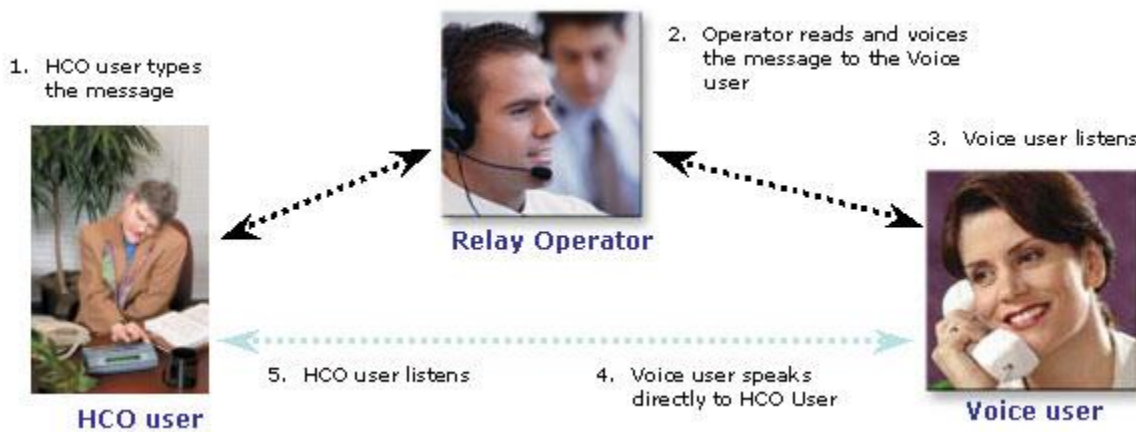 1. HCO user types
the message
2. Operator reads and voices
the message to the Voice
user
3. Voice user listens
Relay Operator
5. HCO user listens
4. Voice user speaks
directly to HCO User
HCO user
Voice user